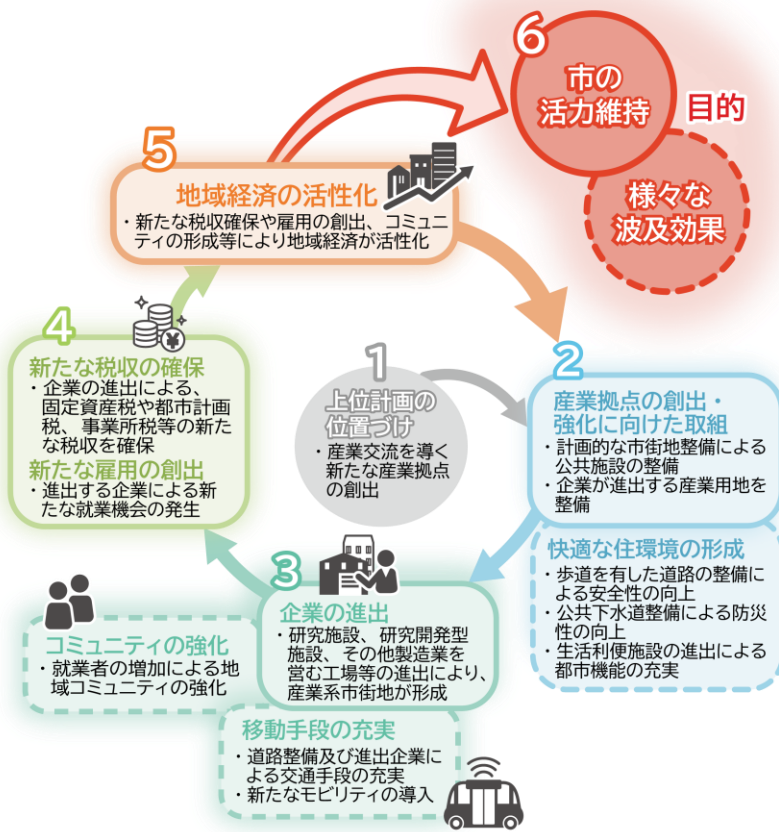 6
市の
活力維持
目的
様々な
波及効果
5
地域経済の活性化
・新たな税収確保や雇用の創出、コミュニ
ティの形成等により地域経済が活性化
4
新たな税収の確保
・企業の進出による、
固定資産税や都市計画
税、事業所税等の新た
な税収を確保
新たな雇用の創出
・進出する企業による新
たな就業機会の発生
1
上位計画の
位置づけ
・産業交流を導く
新たな産業拠点
の創出
2
産業拠点の創出・
強化に向けた取組
・計画的な市街地整備による
公共施設の整備
・企業が進出する産業用地を
整備
快適な住環境の形成
・歩道を有した道路の整備に
よる安全性の向上
・公共下水道整備による防災
性の向上
・生活利便施設の進出による
都市機能の充実
3
企業の進出
・研究施設、研究開発型
施設、その他製造業を
営む工場等の進出により、
産業系市街地が形成
コミュニティの強化
・就業者の増加による地
域コミュニティの強化
移動手段の充実
・道路整備及び進出企業に
よる交通手段の充実
・新たなモビリティの導入
¥